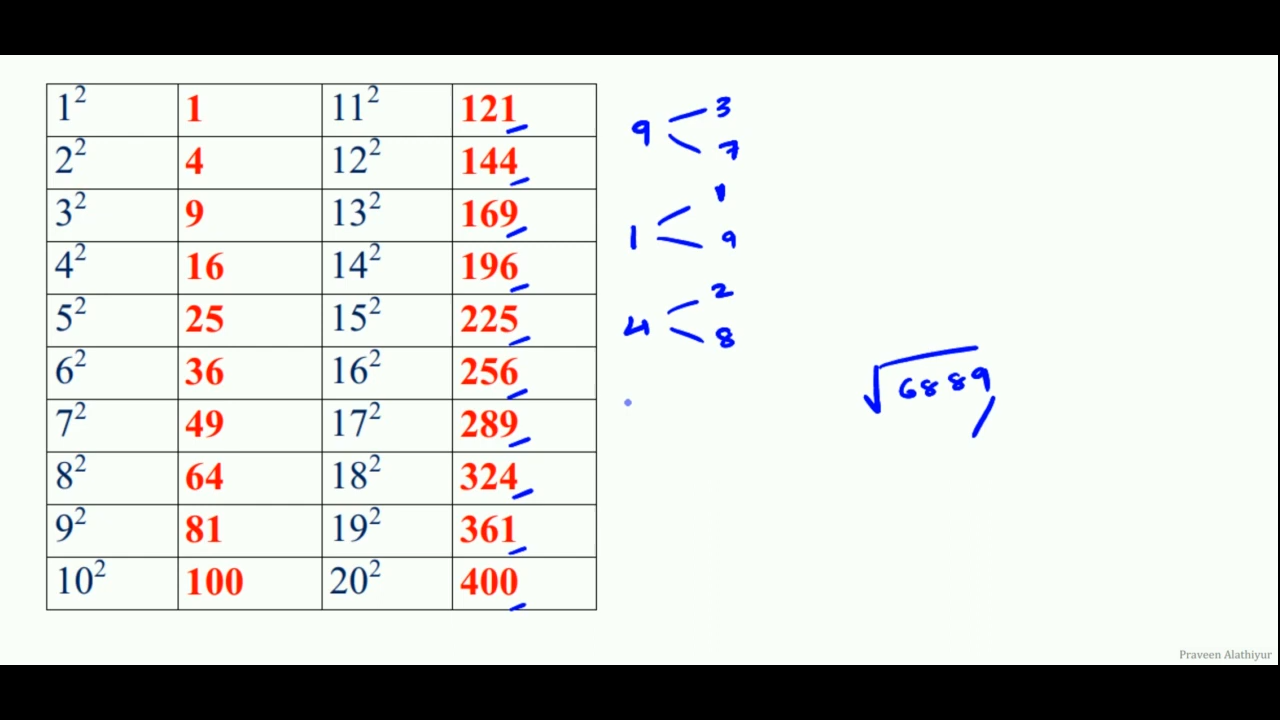 1² 1 11² 121
2² 4 12² 144
3² 9 13² 169
4² 16 14² 196
5² 25 15² 225
6² 36 16² 256
7² 49 17² 289
8² 64 18² 324
9² 81 19² 361
10² 100 20² 400
9 3
7
1 1
9
4 2
8
√6889
Praveen Alathiyur